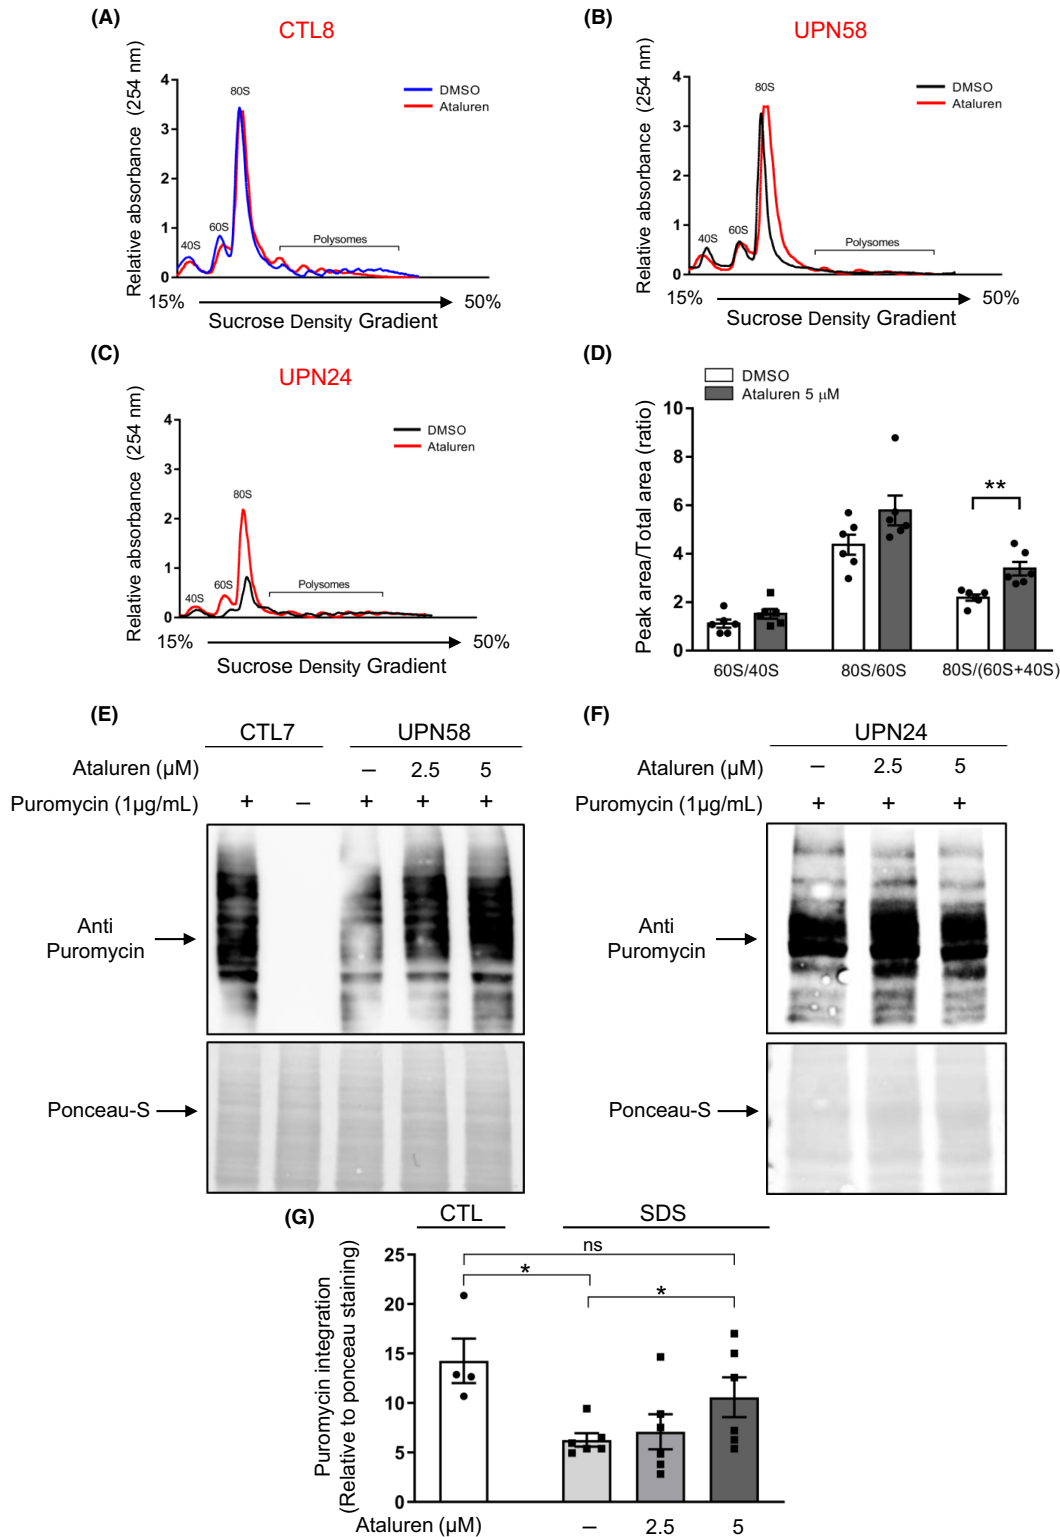 (A)
CTL8
Relative absorbance (254 nm)
4
3
2
1
0
40S
60S
80S
Polysomes
DMSO
Ataluren
15%
50%
Sucrose Density Gradient
(B)
UPN58
Relative absorbance (254 nm)
4
3
2
1
0
40S
60S
80S
Polysomes
DMSO
Ataluren
15%
50%
Sucrose Density Gradient
(C)
UPN24
Relative absorbance (254 nm)
4
3
2
1
0
40S
60S
80S
Polysomes
DMSO
Ataluren
15%
50%
Sucrose Density Gradient
(D)
DMSO
Ataluren 5 µM
Peak area/Total area (ratio)
10
8
6
4
2
0
**
60S/40S
80S/60S
80S/(60S+40S)
(E)
CTL7
UPN58
Ataluren (µM)
– 2.5 5
Puromycin (1µg/mL)
+ – + + +
Anti
Puromycin
Ponceau-S
(F)
UPN24
Ataluren (µM)
– 2.5 5
Puromycin (1µg/mL)
+ + +
Anti
Puromycin
Ponceau-S
(G)
CTL
SDS
Puromycin integration
(Relative to ponceau staining)
25
20
15
10
5
0
ns
*
*
Ataluren (µM)
– 2.5 5